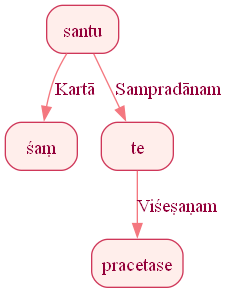 santu
Kartā Sampradānam
śaṃ te
Viśeṣaṇam
pracetase